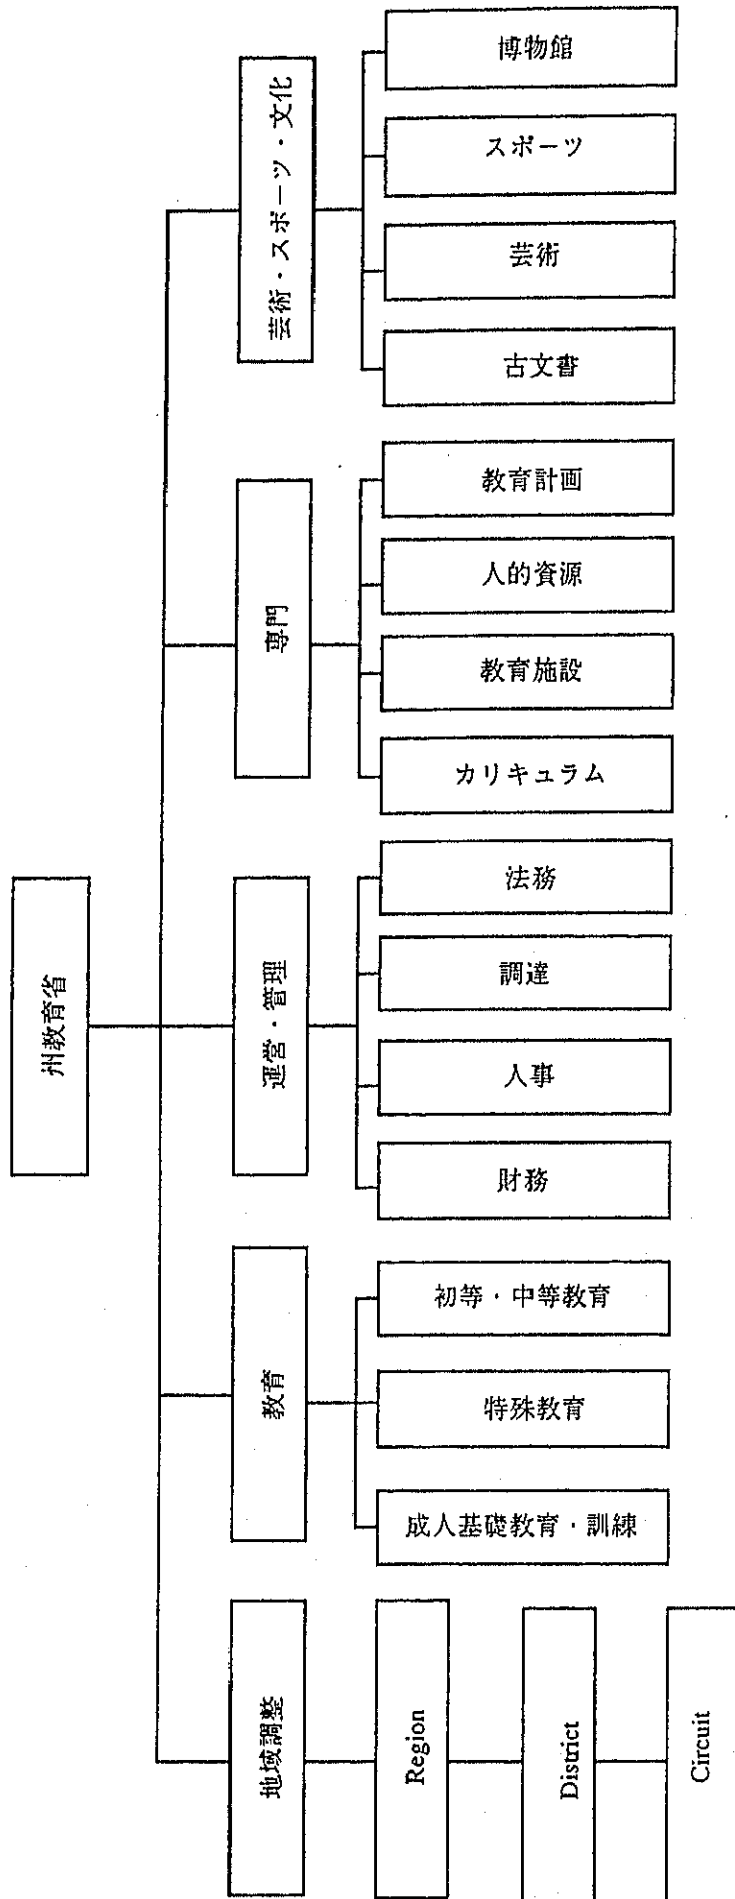 州教育省
地域調整
Region
District
Circuit
教育
成人基礎教育・訓練
特殊教育
初等・中等教育
運営・管理
財務
人事
調達
法務
専門
カリキュラム
教育施設
人的資源
教育計画
芸術・スポーツ・文化
古文書
芸術
スポーツ
博物館